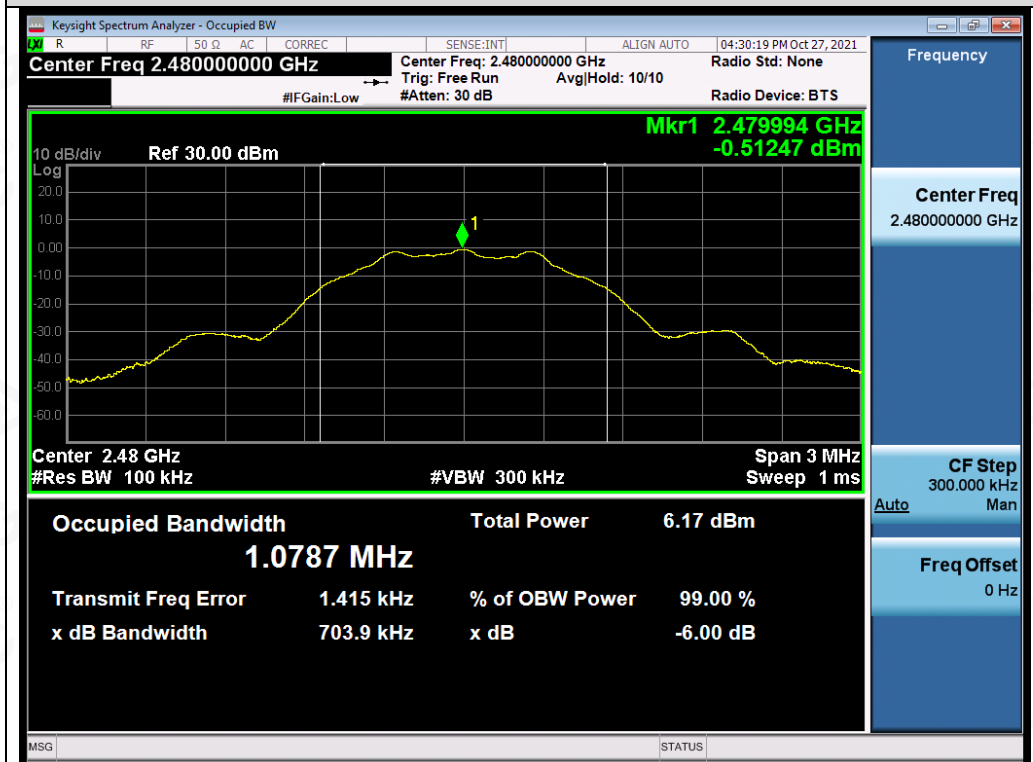 Keysight Spectrum Analyzer - Occupied BW
LXI R RF 50 Ω AC CORREC SENSE:INT ALIGN AUTO 04:30:19 PM Oct 27, 2021
Center Freq 2.480000000 GHz
Center Freq: 2.480000000 GHz
Radio Std: None
Trig: Free Run Avg|Hold: 10/10
#IFGain:Low #Atten: 30 dB Radio Device: BTS
Mkr1 2.479994 GHz
-0.51247 dBm
10 dB/div Ref 30.00 dBm
Log
20.0
10.0
1
0.00
-10.0
-20.0
-30.0
-40.0
-50.0
-60.0
Center 2.48 GHz Span 3 MHz
#Res BW 100 kHz #VBW 300 kHz Sweep 1 ms
Occupied Bandwidth Total Power 6.17 dBm
1.0787 MHz
Transmit Freq Error 1.415 kHz % of OBW Power 99.00 %
x dB Bandwidth 703.9 kHz x dB -6.00 dB
MSG STATUS
Frequency
Center Freq
2.480000000 GHz
CF Step
300.000 kHz
Auto Man
Freq Offset
0 Hz